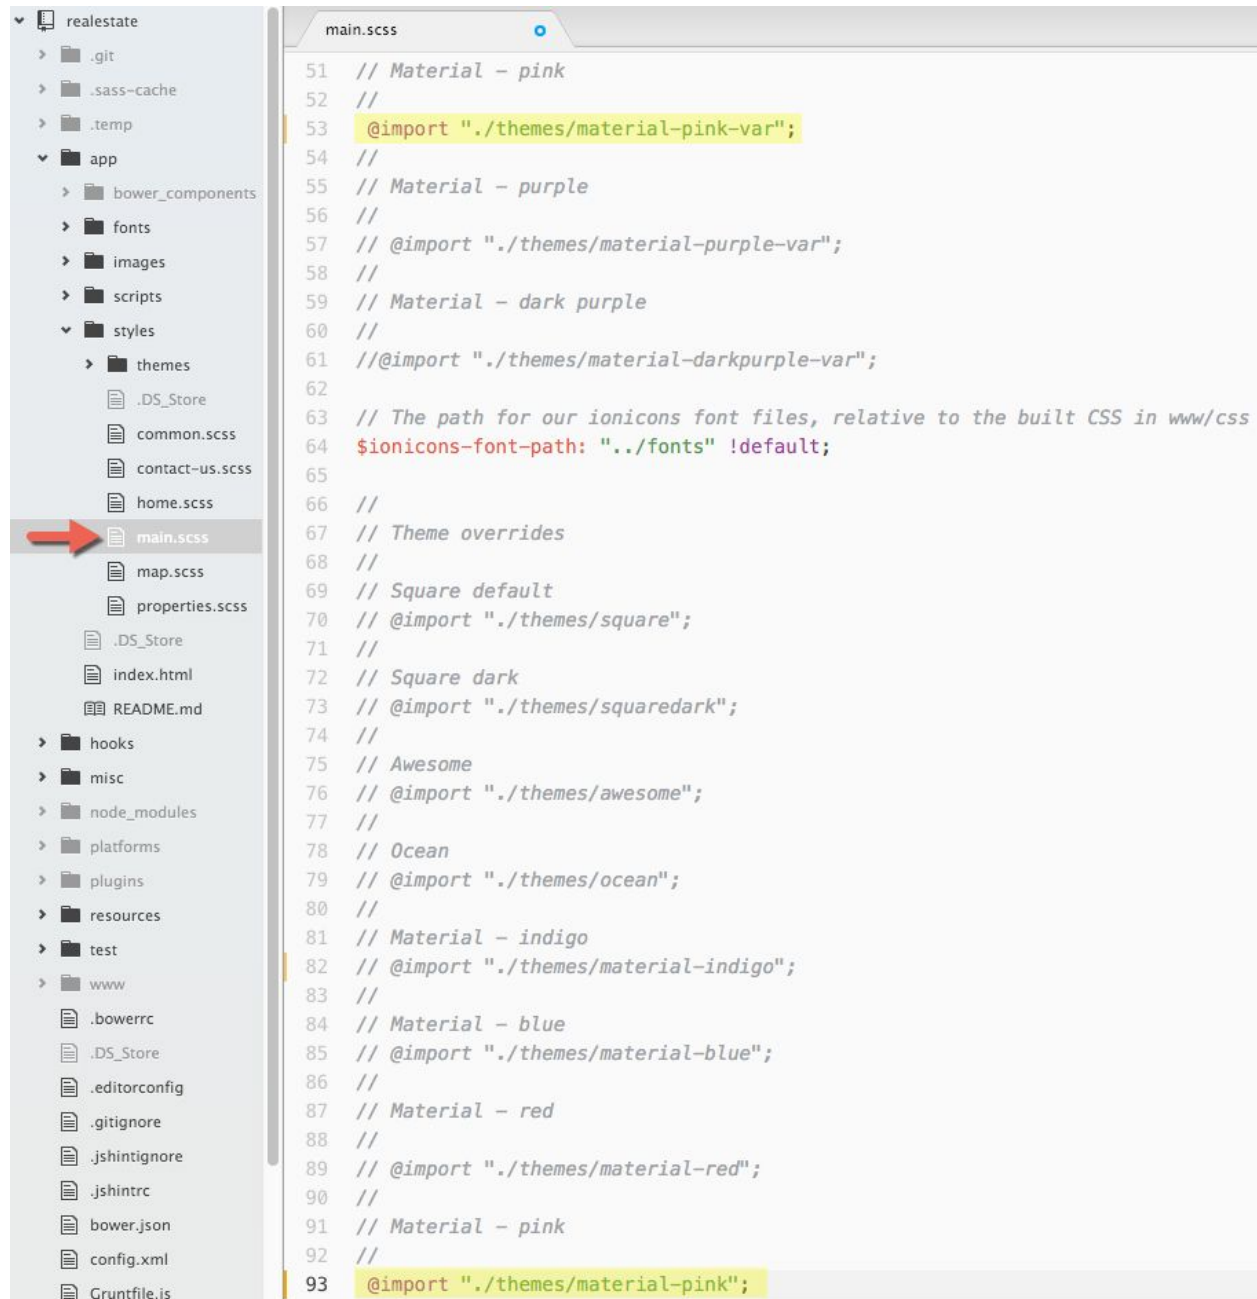 realestate
.git
.sass-cache
.temp
app
bower_components
fonts
images
scripts
styles
themes
.DS_Store
common.scss
contact-us.scss
home.scss
main.scss
map.scss
properties.scss
.DS_Store
index.html
README.md
hooks
misc
node_modules
platforms
plugins
resources
test
www
.bowerrc
.DS_Store
.editorconfig
.gitignore
.jshintignore
.jshintrc
bower.json
config.xml
Gruntfile.js
main.scss
51 // Material – pink
52 //
53 @import "./themes/material-pink-var";
54 //
55 // Material – purple
56 //
57 // @import "./themes/material-purple-var";
58 //
59 // Material – dark purple
60 //
61 //@import "./themes/material-darkpurple-var";
62
63 // The path for our ionicons font files, relative to the built CSS in www/css
64 $ionicons-font-path: "../fonts" !default;
65
66 //
67 // Theme overrides
68 //
69 // Square default
70 // @import "./themes/square";
71 //
72 // Square dark
73 // @import "./themes/squaredark";
74 //
75 // Awesome
76 // @import "./themes/awesome";
77 //
78 // Ocean
79 // @import "./themes/ocean";
80 //
81 // Material – indigo
82 // @import "./themes/material-indigo";
83 //
84 // Material – blue
85 // @import "./themes/material-blue";
86 //
87 // Material – red
88 //
89 // @import "./themes/material-red";
90 //
91 // Material – pink
92 //
93 @import "./themes/material-pink";